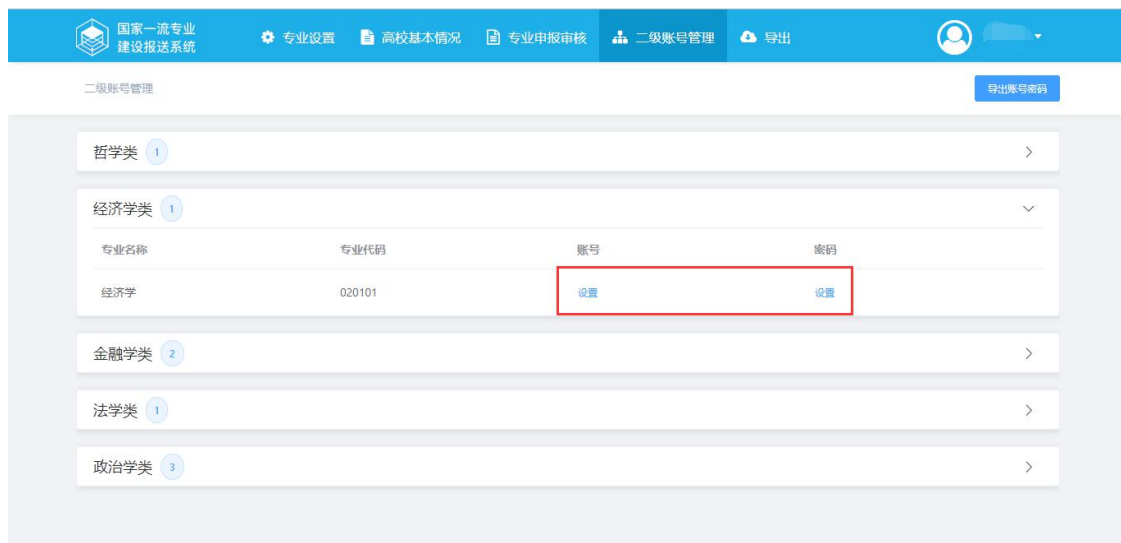 国家一流专业
建设报送系统
专业设置 高校基本情况 专业申报审核 二级账号管理 导出
二级账号管理 导出账号密码
哲学类 1
经济学类 1
专业名称 专业代码 账号 密码
经济学 020101 设置 设置
金融学类 2
法学类 1
政治学类 3